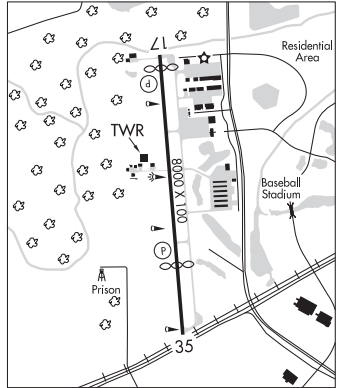 17
Residential
Area
P
TWR
8000 X 100
Baseball
Stadium
P
Prison
35